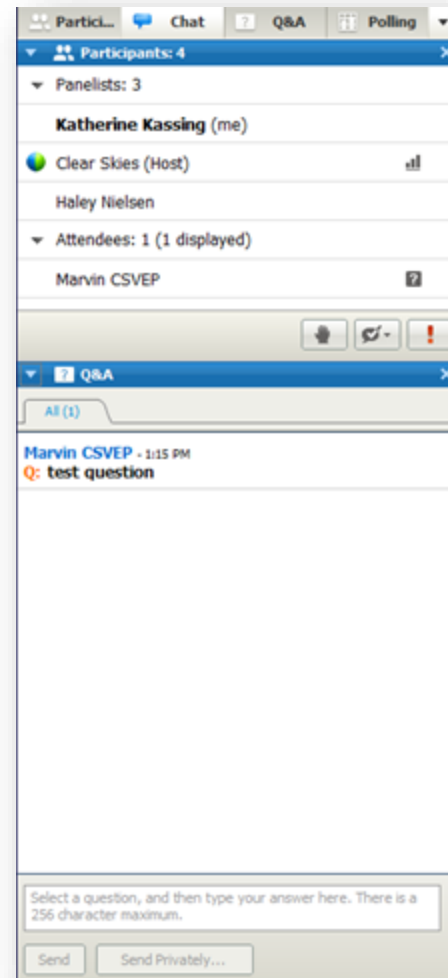 Partici... Chat Q&A Polling
Participants: 4
Panelists: 3
Katherine Kassing (me)
Clear Skies (Host)
Haley Nielsen
Attendees: 1 (1 displayed)
Marvin CSVEP
Q&A
All (1)
Marvin CSVEP - 1:15 PM
Q: test question
Select a question, and then type your answer here. There is a
256 character maximum.
Send Send Privately...